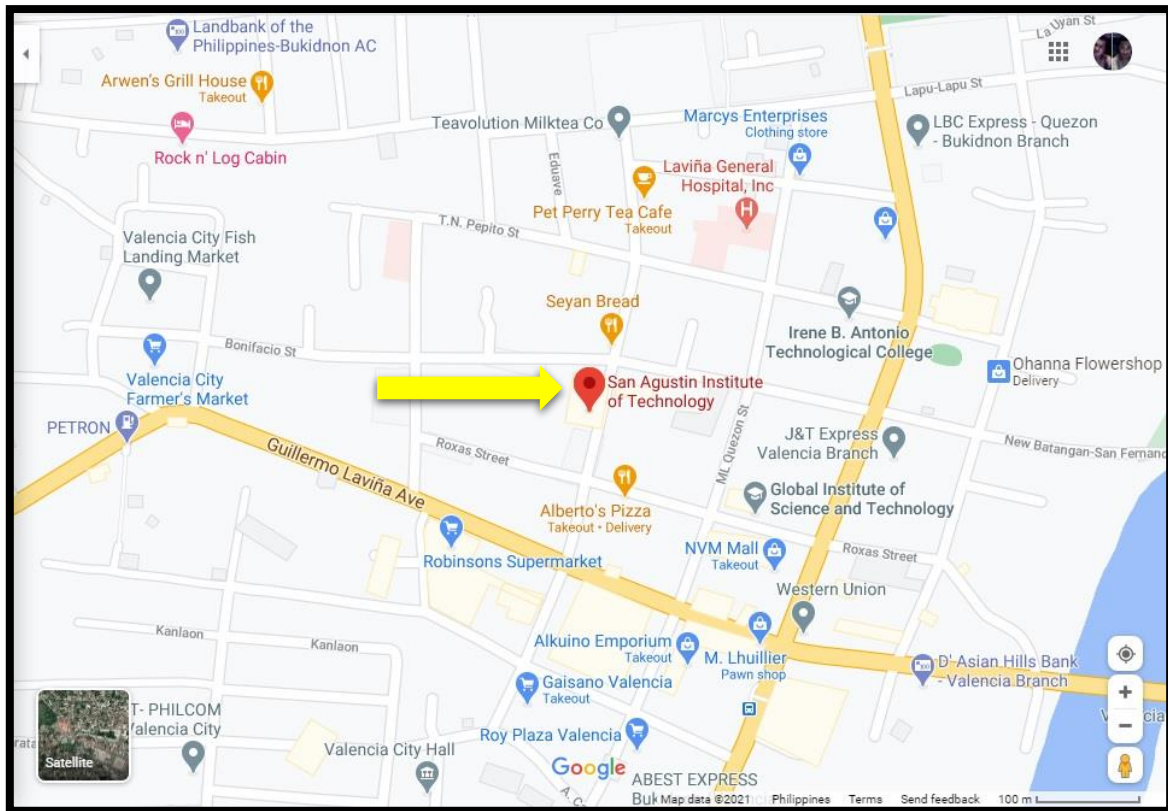 Landbank of the
Philippines-Bukidnon AC
La Uyan St
Arwen's Grill House
Takeout
Lapu-Lapu St
Teavolution Milktea Co
Marcys Enterprises
Clothing store
LBC Express - Quezon
- Bukidnon Branch
Rock n' Log Cabin
Eduave
Laviña General
Hospital, Inc
Pet Perry Tea Cafe
Takeout
T.N. Pepito St
Valencia City Fish
Landing Market
Seyan Bread
Irene B. Antonio
Technological College
Bonifacio St
Ohanna Flowershop
Delivery
Valencia City
Farmer's Market
San Agustin Institute
of Technology
PETRON
Guillermo Laviña Ave
Roxas Street
ML Quezon St
J&T Express
Valencia Branch
New Batangan-San Fernand
Alberto's Pizza
Takeout • Delivery
Global Institute of
Science and Technology
Robinsons Supermarket
NVM Mall
Takeout
Roxas Street
Western Union
Kanlaon
Kanlaon
Alkuino Emporium
Takeout
M. Lhuillier
Pawn shop
D' Asian Hills Bank
- Valencia Branch
Gaisano Valencia
Takeout
T- PHILCOM
Valencia City
Roy Plaza Valencia
Satellite
Valencia City Hall
Google
ABEST EXPRESS
Map data ©2021 Philippines Terms Send feedback 100 m